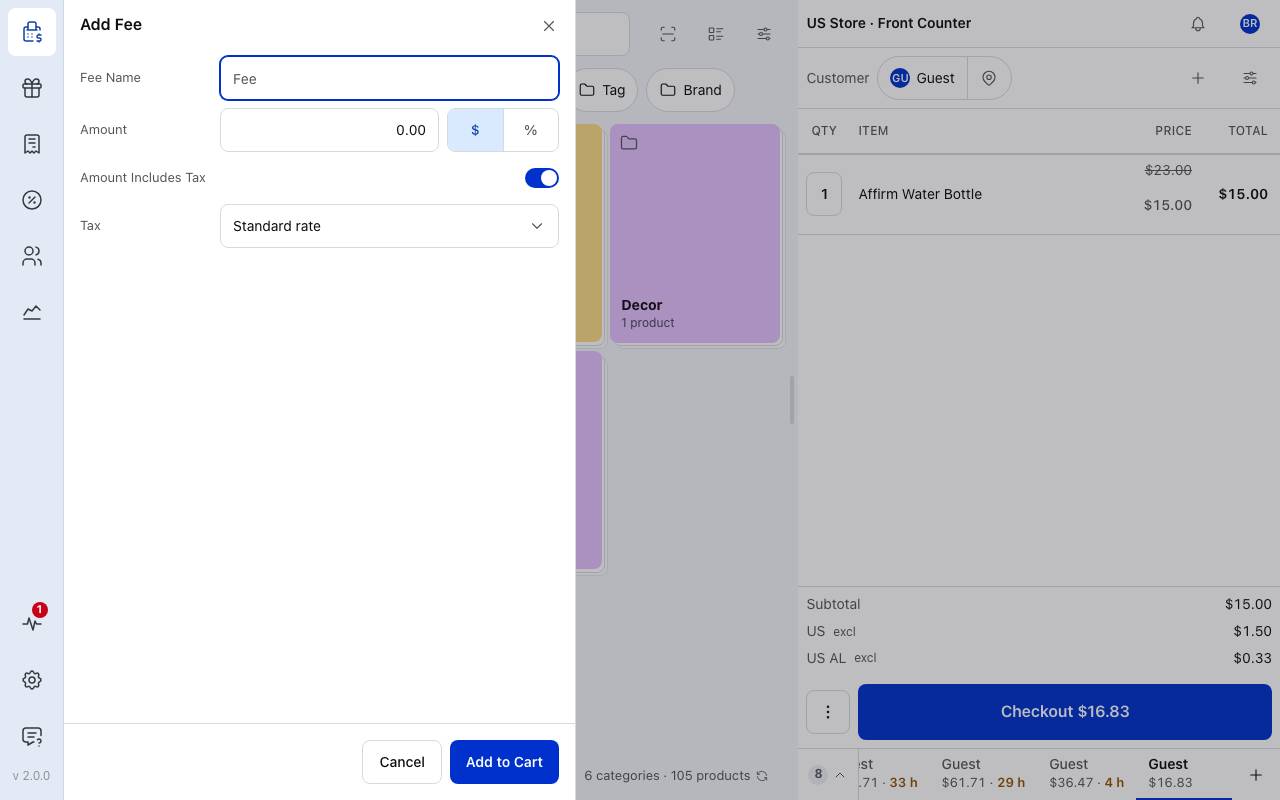 Add Fee
Fee Name
Fee
Amount
0.00
$
%
Amount Includes Tax
Tax
Standard rate
Cancel
Add to Cart
1
v 2.0.0
Tag
Brand
Decor
1 product
6 categories · 105 products
US Store · Front Counter
BR
Customer
GU
Guest
QTY
ITEM
PRICE
TOTAL
1
Affirm Water Bottle
$23.00
$15.00
$15.00
Subtotal
$15.00
US excl
$1.50
US AL excl
$0.33
Checkout $16.83
8
est
.71 · 33 h
Guest
$61.71 · 29 h
Guest
$36.47 · 4 h
Guest
$16.83